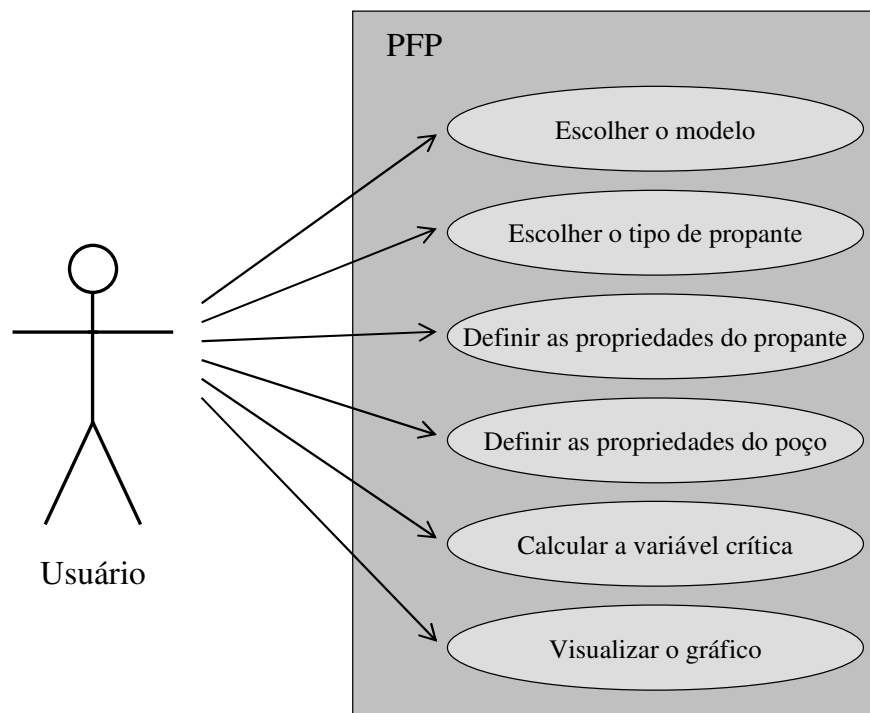 PFP
Escolher o modelo
Escolher o tipo de propante
Definir as propriedades do propante
Definir as propriedades do poço
Calcular a variável crítica
Visualizar o gráfico
Usuário